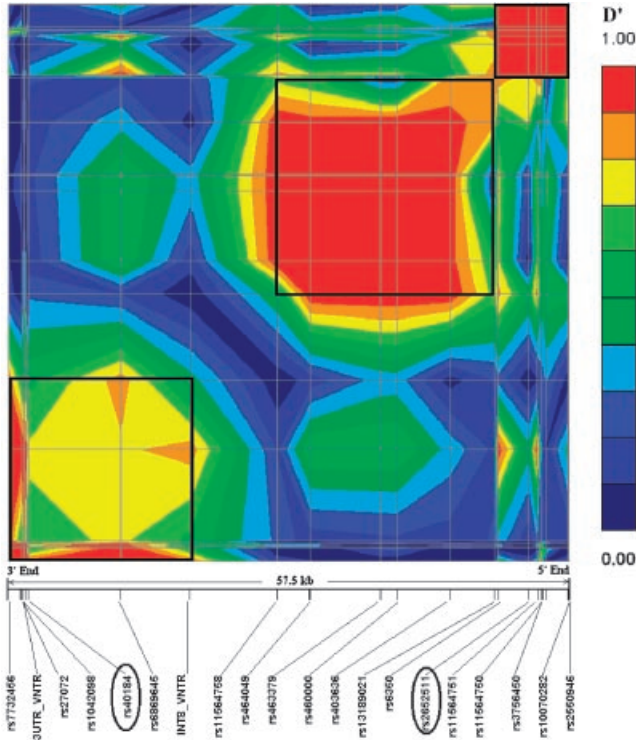 D'
1.00
0.00
3' End
57.5 kb
5' End
rs7732456
3UTR_VNTR
rs27072
rs1042098
rs40184
rs6869645
INT8_VNTR
rs11564758
rs464049
rs463379
rs460000
rs403636
rs13189021
rs6350
rs2652511
rs11564751
rs11564750
rs3756450
rs10070282
rs2550946